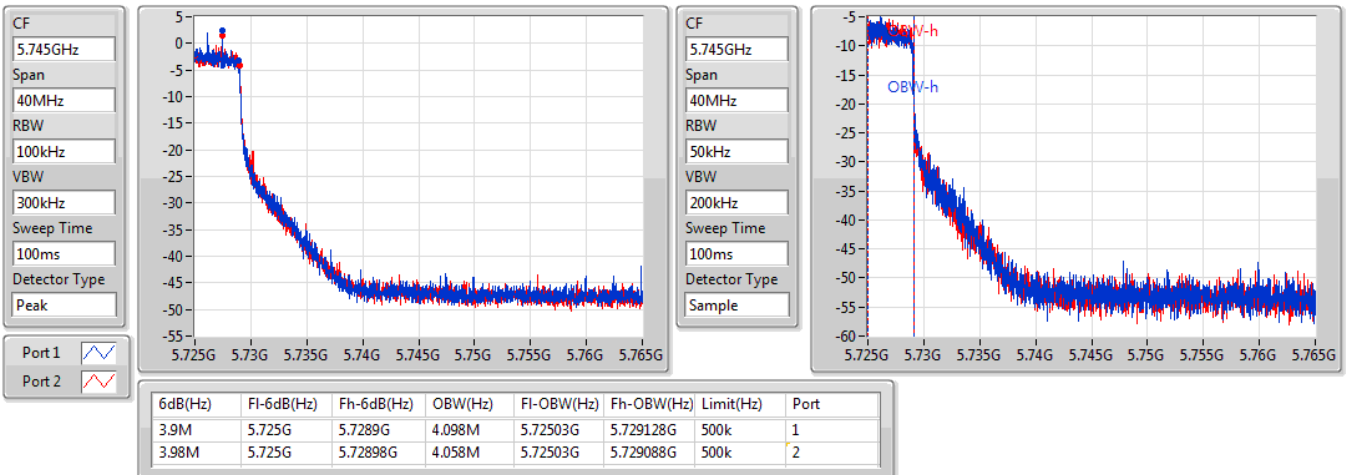 CF
5.745GHz
Span
40MHz
RBW
100kHz
VBW
300kHz
Sweep Time
100ms
Detector Type
Peak
Port 1
Port 2
5
0
-5
-10
-15
-20
-25
-30
-35
-40
-45
-50
-55
5.725G 5.73G 5.735G 5.74G 5.745G 5.75G 5.755G 5.76G 5.765G
CF
5.745GHz
Span
40MHz
RBW
50kHz
VBW
200kHz
Sweep Time
100ms
Detector Type
Sample
-5
-10
-15
-20
-25
-30
-35
-40
-45
-50
-55
-60
OBW-h
OBW-h
5.725G 5.73G 5.735G 5.74G 5.745G 5.75G 5.755G 5.76G 5.765G
6dB(Hz) Fl-6dB(Hz) Fh-6dB(Hz) OBW(Hz) Fl-OBW(Hz) Fh-OBW(Hz) Limit(Hz) Port
3.9M 5.725G 5.7289G 4.098M 5.72503G 5.729128G 500k 1
3.98M 5.725G 5.72898G 4.058M 5.72503G 5.729088G 500k 2